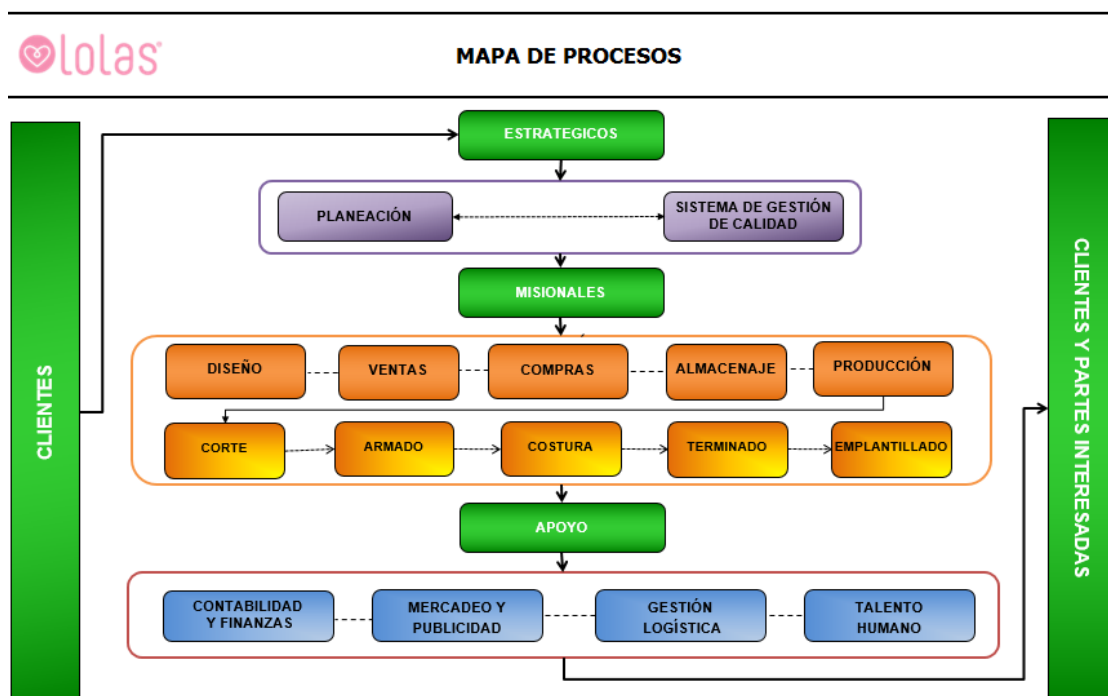 lolas®
MAPA DE PROCESOS
CLIENTES
ESTRATEGICOS
PLANEACIÓN
SISTEMA DE GESTIÓN
DE CALIDAD
MISIONALES
DISEÑO
VENTAS
COMPRAS
ALMACENAJE
PRODUCCIÓN
CORTE
ARMADO
COSTURA
TERMINADO
EMPLANTILLADO
APOYO
CONTABILIDAD
Y FINANZAS
MERCADEO Y
PUBLICIDAD
GESTIÓN
LOGÍSTICA
TALENTO
HUMANO
CLIENTES Y PARTES INTERESADAS